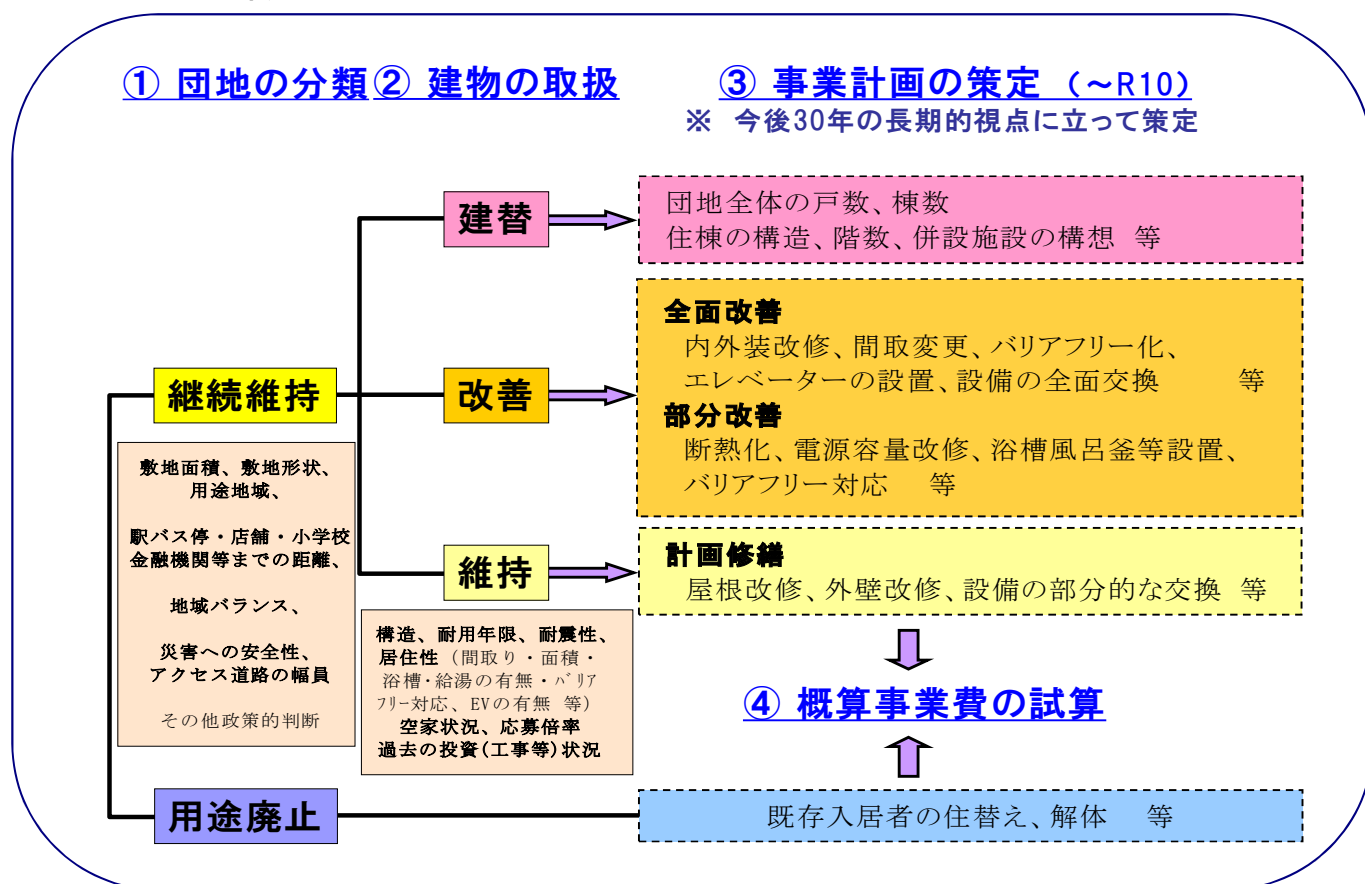 ① 団地の分類
② 建物の取扱
③ 事業計画の策定 (～R10)
※ 今後30年の長期的視点に立って策定
建替
団地全体の戸数、棟数
住棟の構造、階数、併設施設の構想 等
継続維持
改善
全面改善
内外装改修、間取変更、バリアフリー化、
エレベーターの設置、設備の全面交換 等
部分改善
断熱化、電源容量改修、浴槽風呂釜等設置、
バリアフリー対応 等
敷地面積、敷地形状、
用途地域、
駅バス停・店舗・小学校
金融機関等までの距離、
地域バランス、
災害への安全性、
アクセス道路の幅員
その他政策的判断
維持
計画修繕
屋根改修、外壁改修、設備の部分的な交換 等
構造、耐用年限、耐震性、
居住性（間取り・面積・
浴槽・給湯の有無・ﾊﾞﾘｱ
ﾌﾘｰ対応、EVの有無 等）
空家状況、応募倍率
過去の投資(工事等)状況
④ 概算事業費の試算
用途廃止
既存入居者の住替え、解体 等